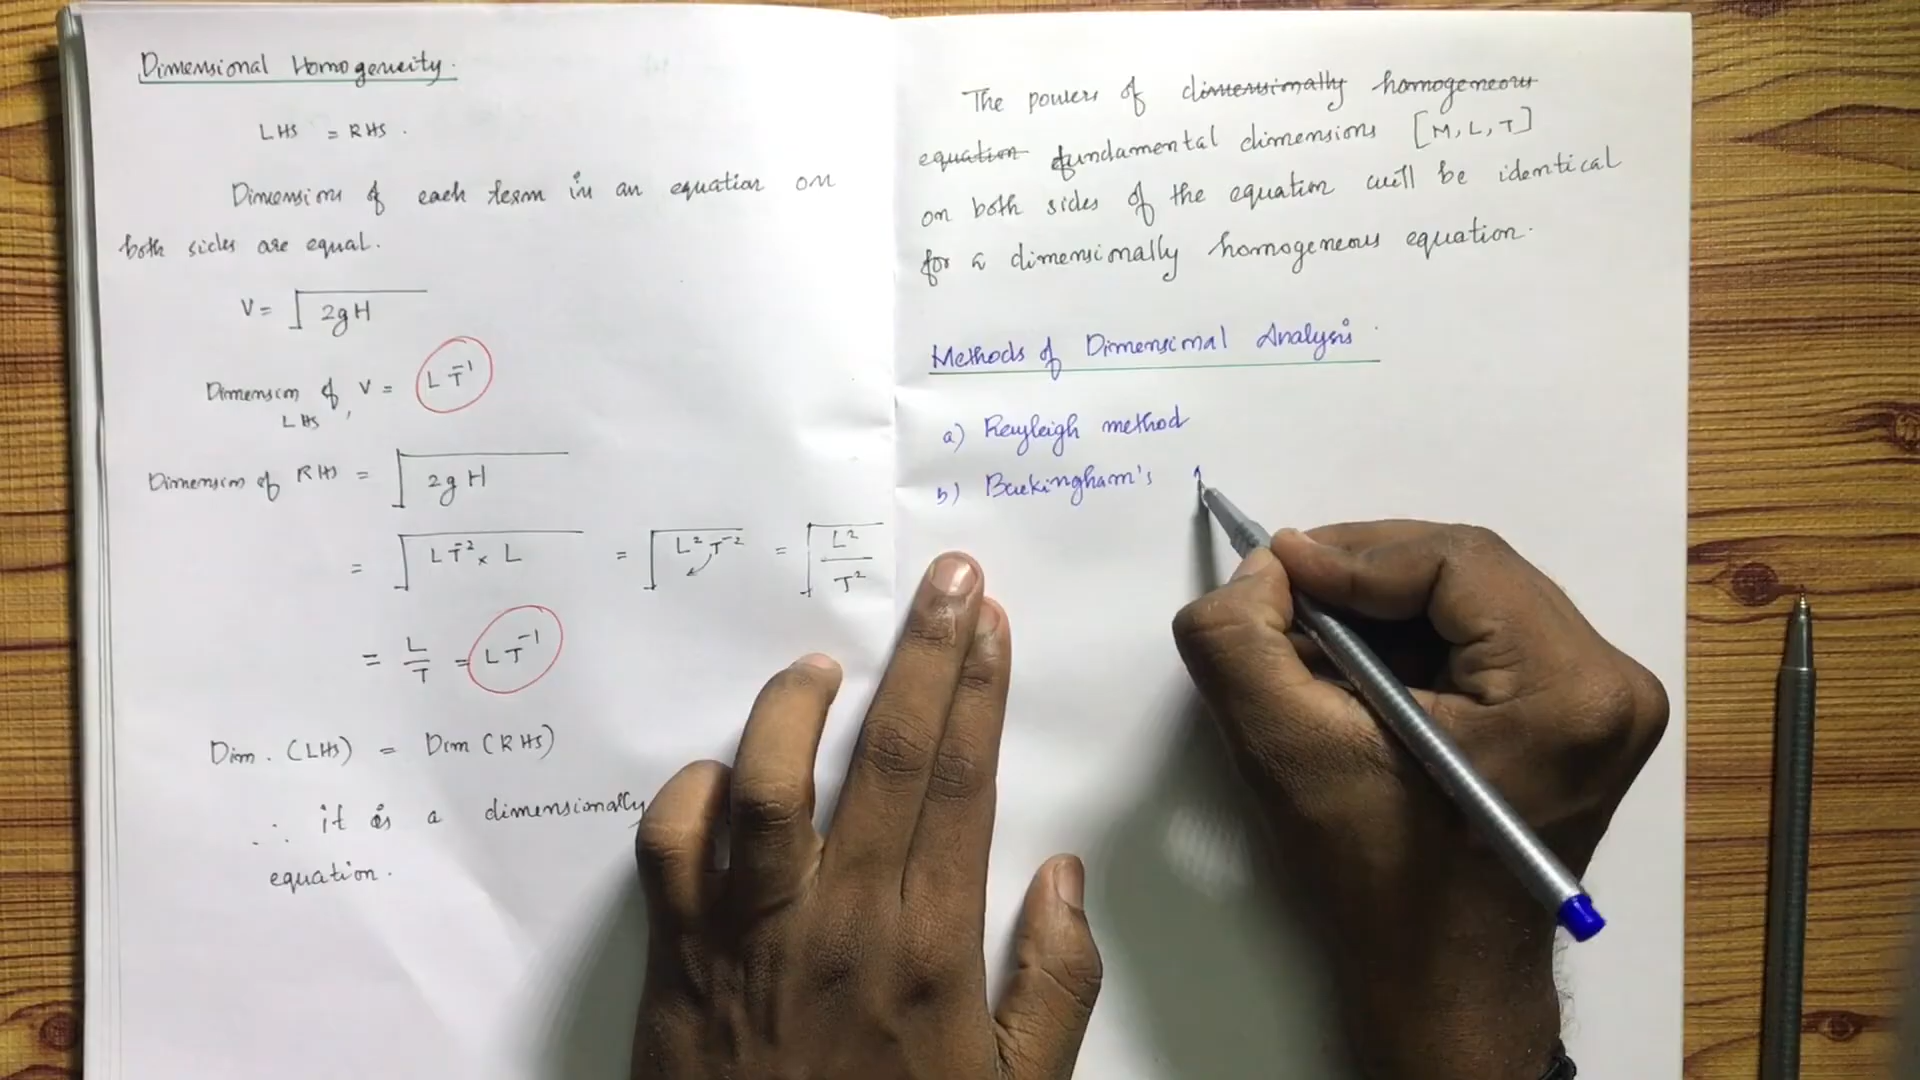 Dimensional Homogeneity.
LHS = RHS .
Dimensions of each term in an equation on
both sides are equal.
V = √2gH
Dimension of V = LT⁻¹
LHS,
Dimension of RHS = √2gH
= √LT⁻² × L = √L² T⁻² = √L²/T²
= L/T = LT⁻¹
Dim. (LHS) = Dim (RHS)
∴ it is a dimensionally
equation.
The powers of dimensionally homogeneous
equation fundamental dimensions [M, L, T]
on both sides of the equation will be identical
for a dimensionally homogeneous equation.
Methods of Dimensional Analysis.
a) Reyleigh method
b) Buckingham's